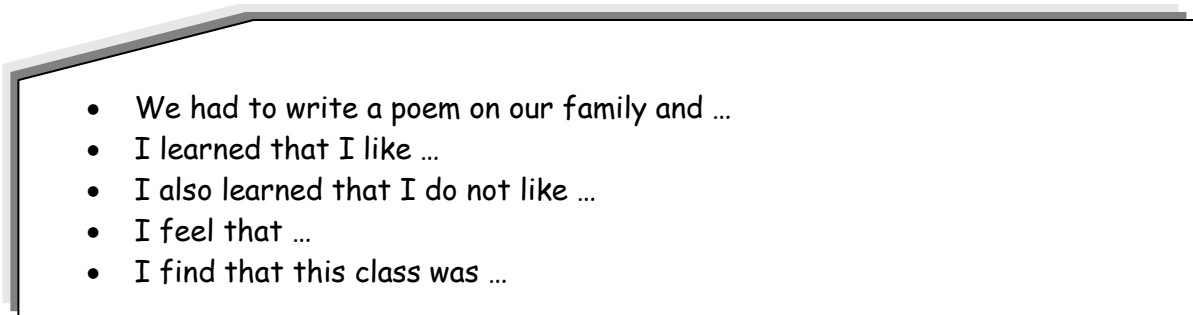 • We had to write a poem on our family and …
• I learned that I like …
• I also learned that I do not like …
• I feel that …
• I find that this class was …